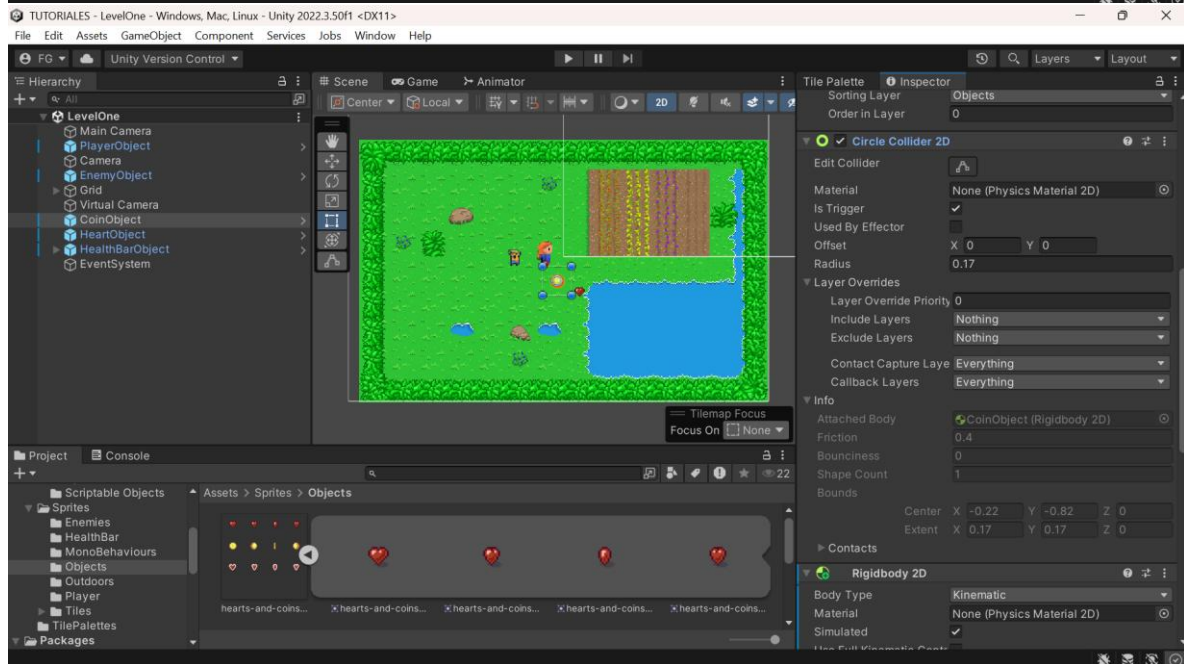 TUTORIALES - LevelOne - Windows, Mac, Linux - Unity 2022.3.50f1 <DX11>
File Edit Assets GameObject Component Services Jobs Window Help
FG Unity Version Control Layers Layout
Hierarchy
All
LevelOne
Main Camera
PlayerObject
Camera
EnemyObject
Grid
Virtual Camera
CoinObject
HeartObject
HealthBarObject
EventSystem
Scene Game Animator
Center Local 2D
Tilemap Focus
Focus On None
Tile Palette Inspector
Sorting Layer Objects
Order in Layer 0
Circle Collider 2D
Edit Collider
Material None (Physics Material 2D)
Is Trigger
Used By Effector
Offset X 0 Y 0
Radius 0.17
Layer Overrides
Layer Override Priority 0
Include Layers Nothing
Exclude Layers Nothing
Contact Capture Laye Everything
Callback Layers Everything
Info
Attached Body CoinObject (Rigidbody 2D)
Friction 0.4
Bounciness 0
Shape Count 1
Bounds
Center X -0.22 Y -0.82 Z 0
Extent X 0.17 Y 0.17 Z 0
Contacts
Rigidbody 2D
Body Type Kinematic
Material None (Physics Material 2D)
Simulated
Project Console
22
Scriptable Objects
Sprites
Enemies
HealthBar
MonoBehaviours
Objects
Outdoors
Player
Tiles
TilePalettes
Packages
Assets > Sprites > Objects
hearts-and-coins... hearts-and-coins... hearts-and-coins... hearts-and-coins... hearts-and-coins...